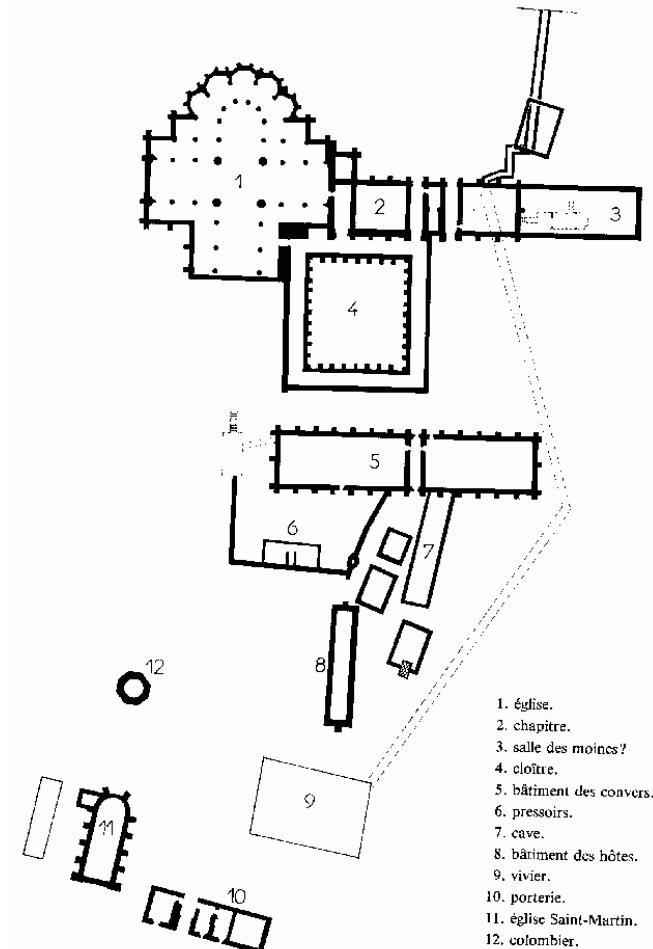 1
2
3
4
5
6
7
8
12
9
11
10
1. église.
2. chapitre.
3. salle des moines?
4. cloître.
5. bâtiment des convers.
6. pressoirs.
7. cave.
8. bâtiment des hôtes.
9. vivier.
10. porterie.
11. église Saint-Martin.
12. colombier.